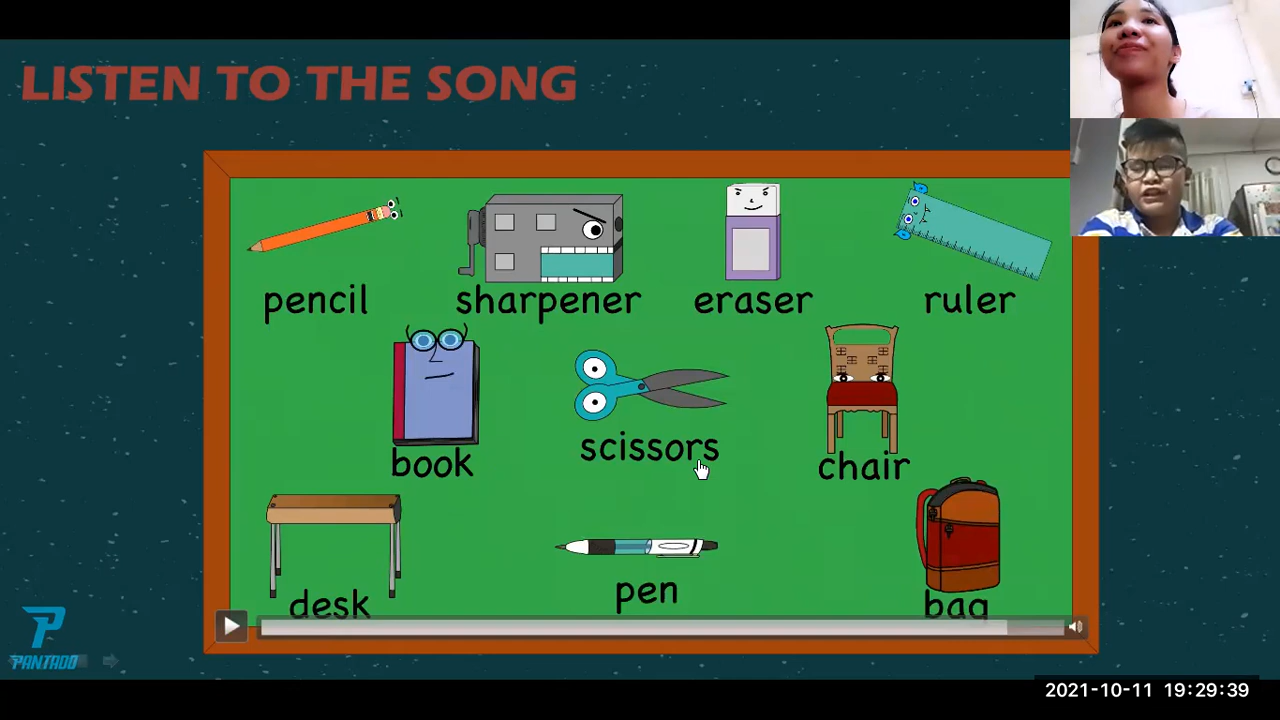 LISTEN TO THE SONG
pencil sharpener eraser ruler
book scissors chair
desk pen bag
PANTADO
2021-10-11 19:29:39